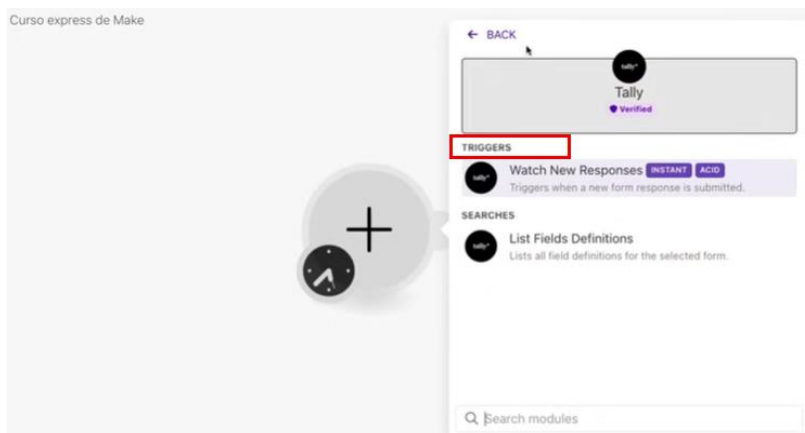 Curso express de Make
← BACK
tally*
Tally
Verified
TRIGGERS
tally*
Watch New Responses INSTANT ACID
Triggers when a new form response is submitted.
SEARCHES
tally*
List Fields Definitions
Lists all field definitions for the selected form.
Search modules